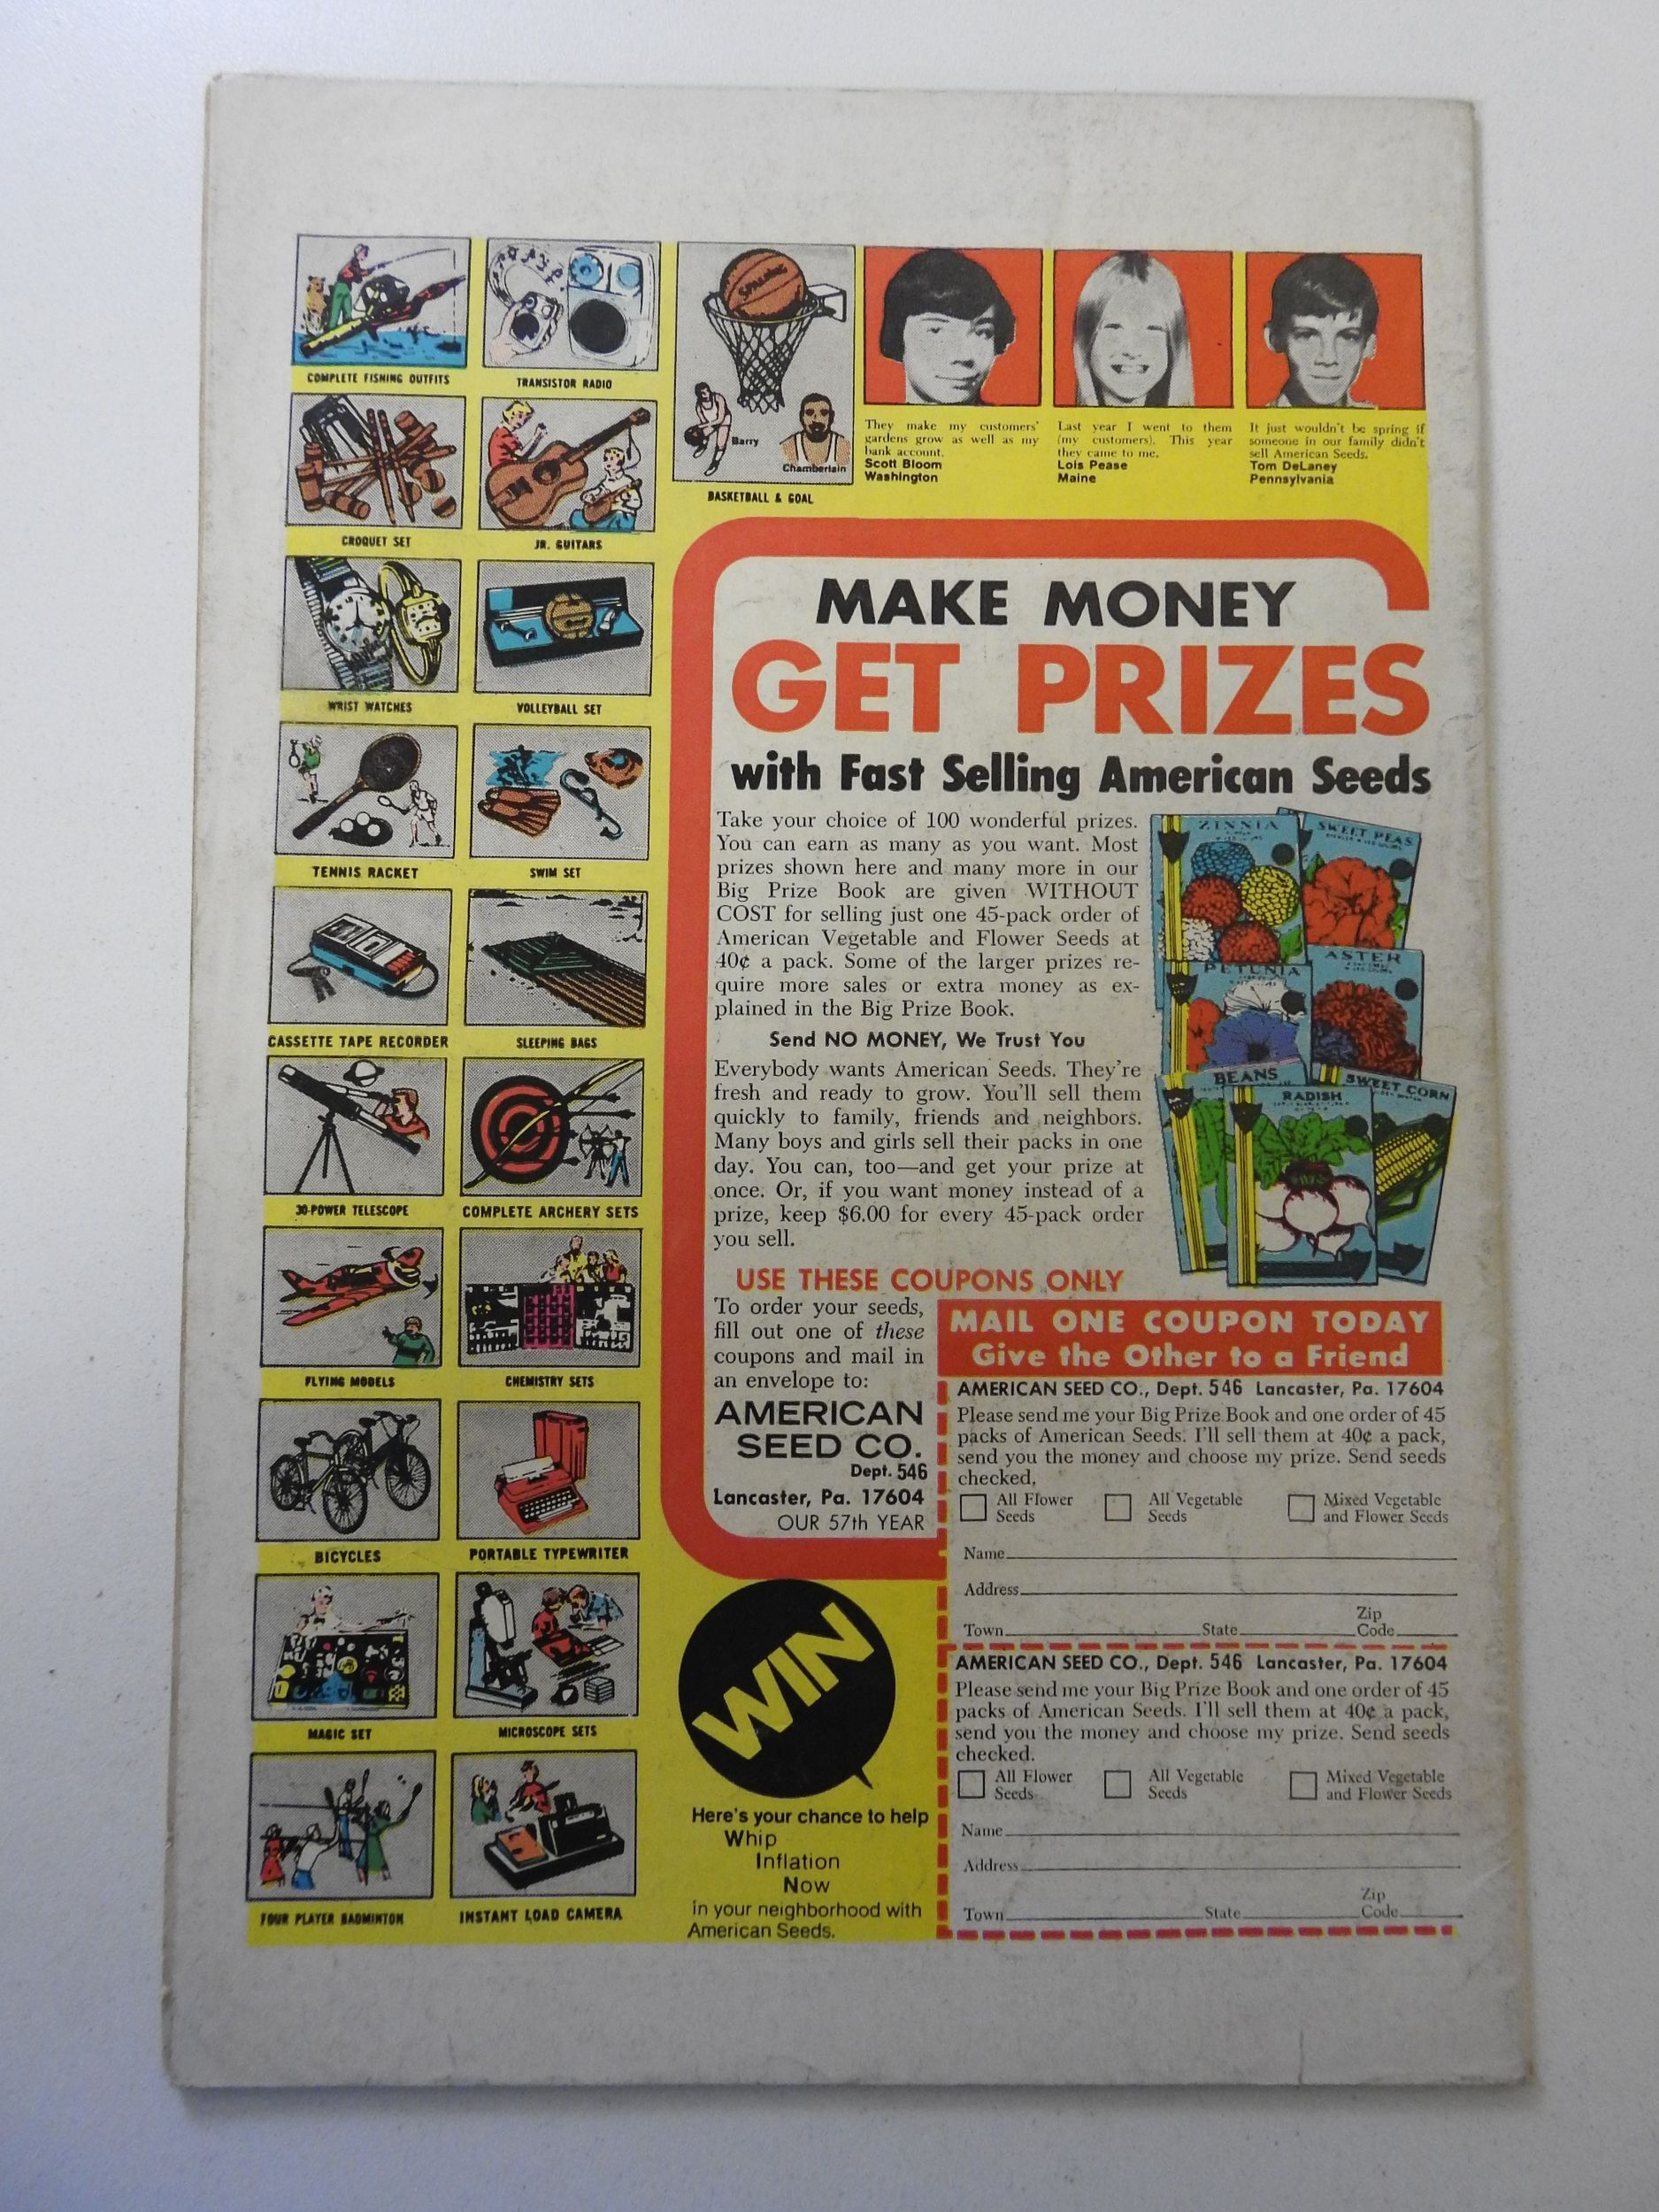 COMPLETE FISHING OUTFITS
TRANSISTOR RADIO
CROQUET SET
JR. GUITARS
WRIST WATCHES
VOLLEYBALL SET
TENNIS RACKET
SWIM SET
CASSETTE TAPE RECORDER
SLEEPING BAGS
30-POWER TELESCOPE
COMPLETE ARCHERY SETS
FLYING MODELS
CHEMISTRY SETS
BICYCLES
PORTABLE TYPEWRITER
MAGIC SET
MICROSCOPE SETS
FOUR PLAYER BADMINTON
INSTANT LOAD CAMERA
SPALDING
Barry
Chamberlain
BASKETBALL & GOAL
They make my customers'
gardens grow as well as my
bank account.
Scott Bloom
Washington
Last year I went to them
(my customers). This year
they came to me.
Lois Pease
Maine
It just wouldn't be spring if
someone in our family didn't
sell American Seeds.
Tom DeLaney
Pennsylvania
MAKE MONEY
GET PRIZES
with Fast Selling American Seeds
Take your choice of 100 wonderful prizes.
You can earn as many as you want. Most
prizes shown here and many more in our
Big Prize Book are given WITHOUT
COST for selling just one 45-pack order of
American Vegetable and Flower Seeds at
40¢ a pack. Some of the larger prizes re-
quire more sales or extra money as ex-
plained in the Big Prize Book.
Send NO MONEY, We Trust You
Everybody wants American Seeds. They're
fresh and ready to grow. You'll sell them
quickly to family, friends and neighbors.
Many boys and girls sell their packs in one
day. You can, too—and get your prize at
once. Or, if you want money instead of a
prize, keep $6.00 for every 45-pack order
you sell.
ZINNIA
SWEET PEAS
PETUNIA
ASTER
BEANS
RADISH
SWEET CORN
USE THESE COUPONS ONLY
To order your seeds,
fill out one of these
coupons and mail in
an envelope to:
AMERICAN
SEED CO.
Dept. 546
Lancaster, Pa. 17604
OUR 57th YEAR
MAIL ONE COUPON TODAY
Give the Other to a Friend
AMERICAN SEED CO., Dept. 546 Lancaster, Pa. 17604
Please send me your Big Prize Book and one order of 45
packs of American Seeds. I'll sell them at 40¢ a pack,
send you the money and choose my prize. Send seeds
checked.
All Flower Seeds
All Vegetable Seeds
Mixed Vegetable and Flower Seeds
Name
Address
Town State Zip Code
AMERICAN SEED CO., Dept. 546 Lancaster, Pa. 17604
Please send me your Big Prize Book and one order of 45
packs of American Seeds. I'll sell them at 40¢ a pack,
send you the money and choose my prize. Send seeds
checked.
All Flower Seeds
All Vegetable Seeds
Mixed Vegetable and Flower Seeds
Name
Address
Town State Zip Code
WIN
Here's your chance to help
Whip
Inflation
Now
in your neighborhood with
American Seeds.